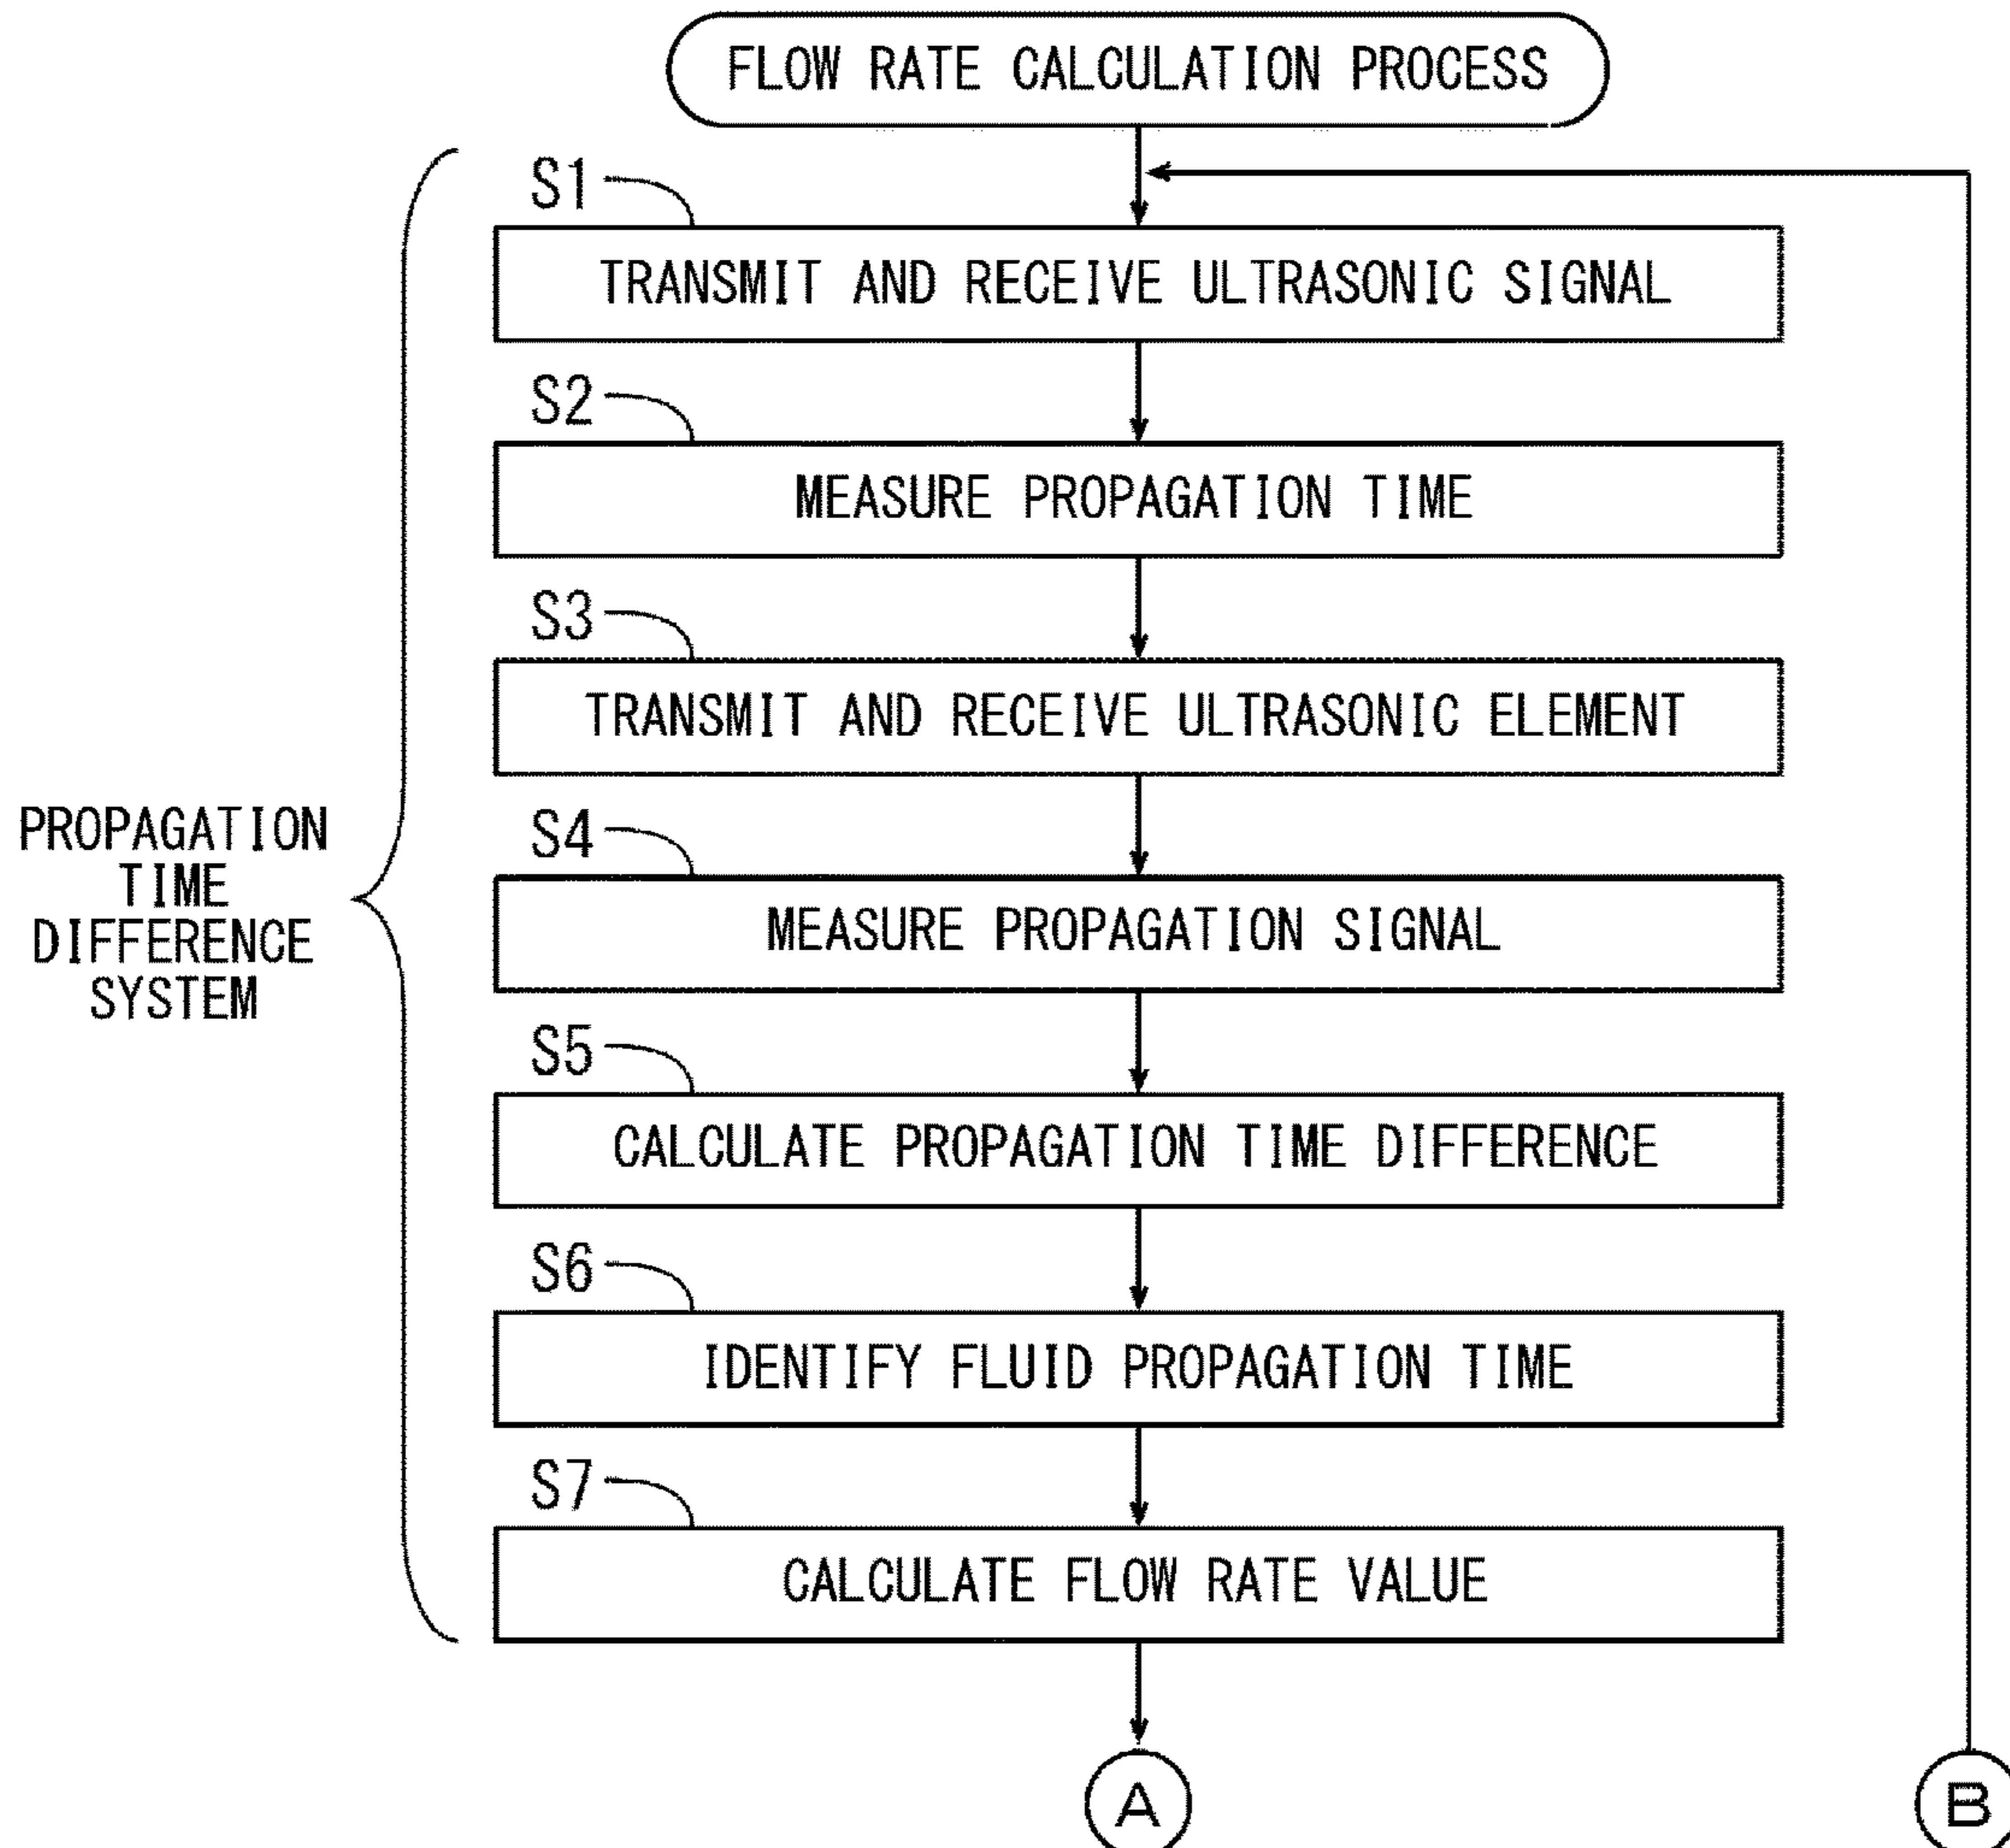 FLOW RATE CALCULATION PROCESS
S1
TRANSMIT AND RECEIVE ULTRASONIC SIGNAL
S2
MEASURE PROPAGATION TIME
S3
TRANSMIT AND RECEIVE ULTRASONIC ELEMENT
PROPAGATION
TIME
DIFFERENCE
SYSTEM
S4
MEASURE PROPAGATION SIGNAL
S5
CALCULATE PROPAGATION TIME DIFFERENCE
S6
IDENTIFY FLUID PROPAGATION TIME
S7
CALCULATE FLOW RATE VALUE
A
B